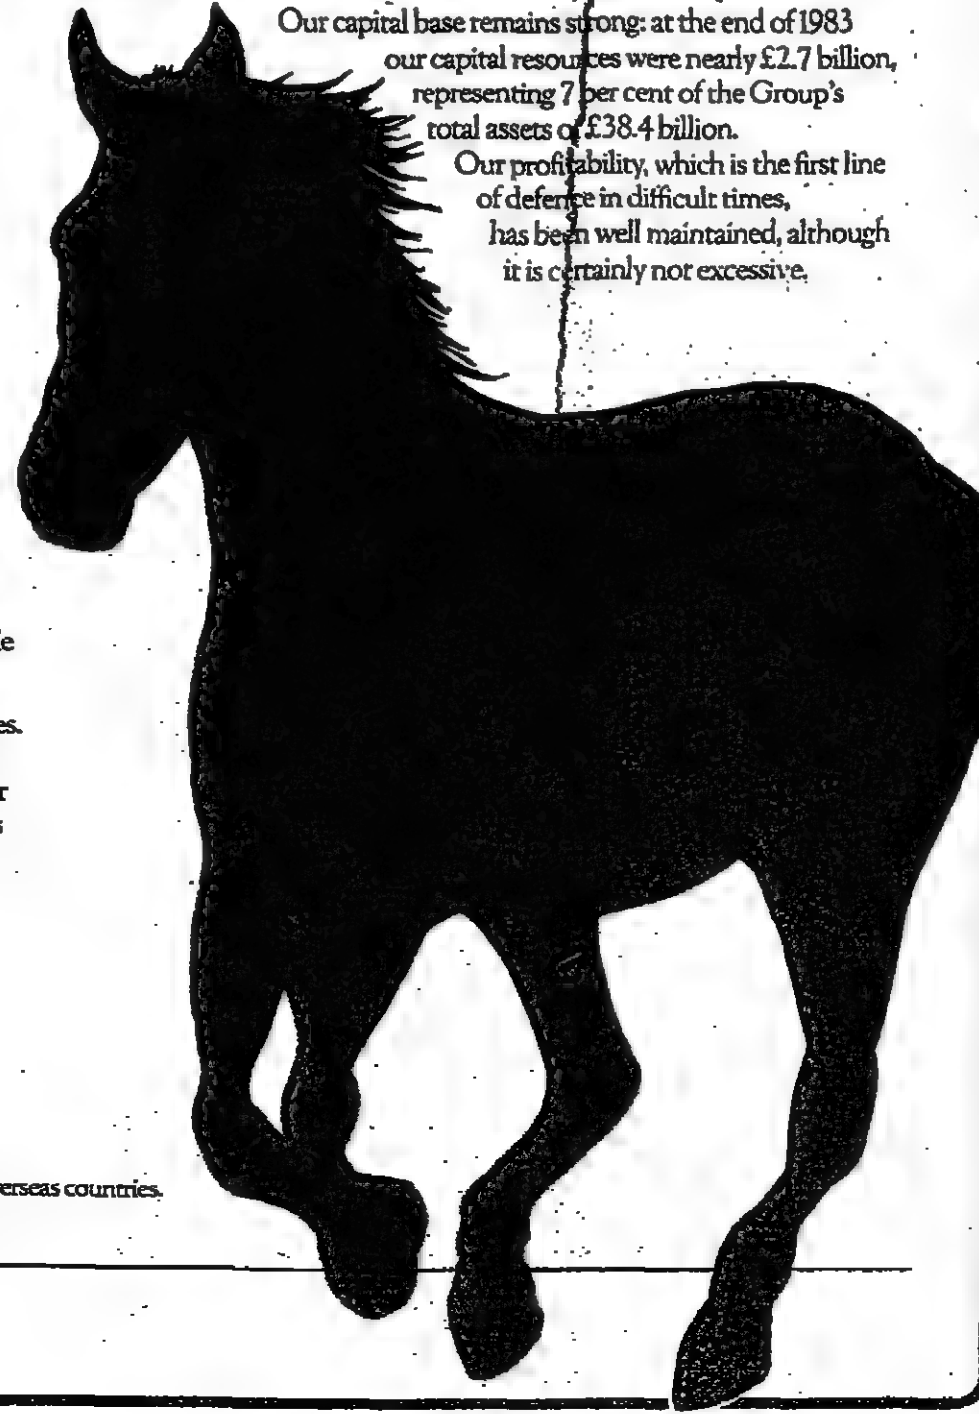 Our capital base remains strong: at the end of 1983
our capital resources were nearly £2.7 billion,
representing 7 per cent of the Group's
total assets of £38.4 billion.
Our profitability, which is the first line
of defence in difficult times,
has been well maintained, although
it is certainly not excessive.
es.
erseas countries.